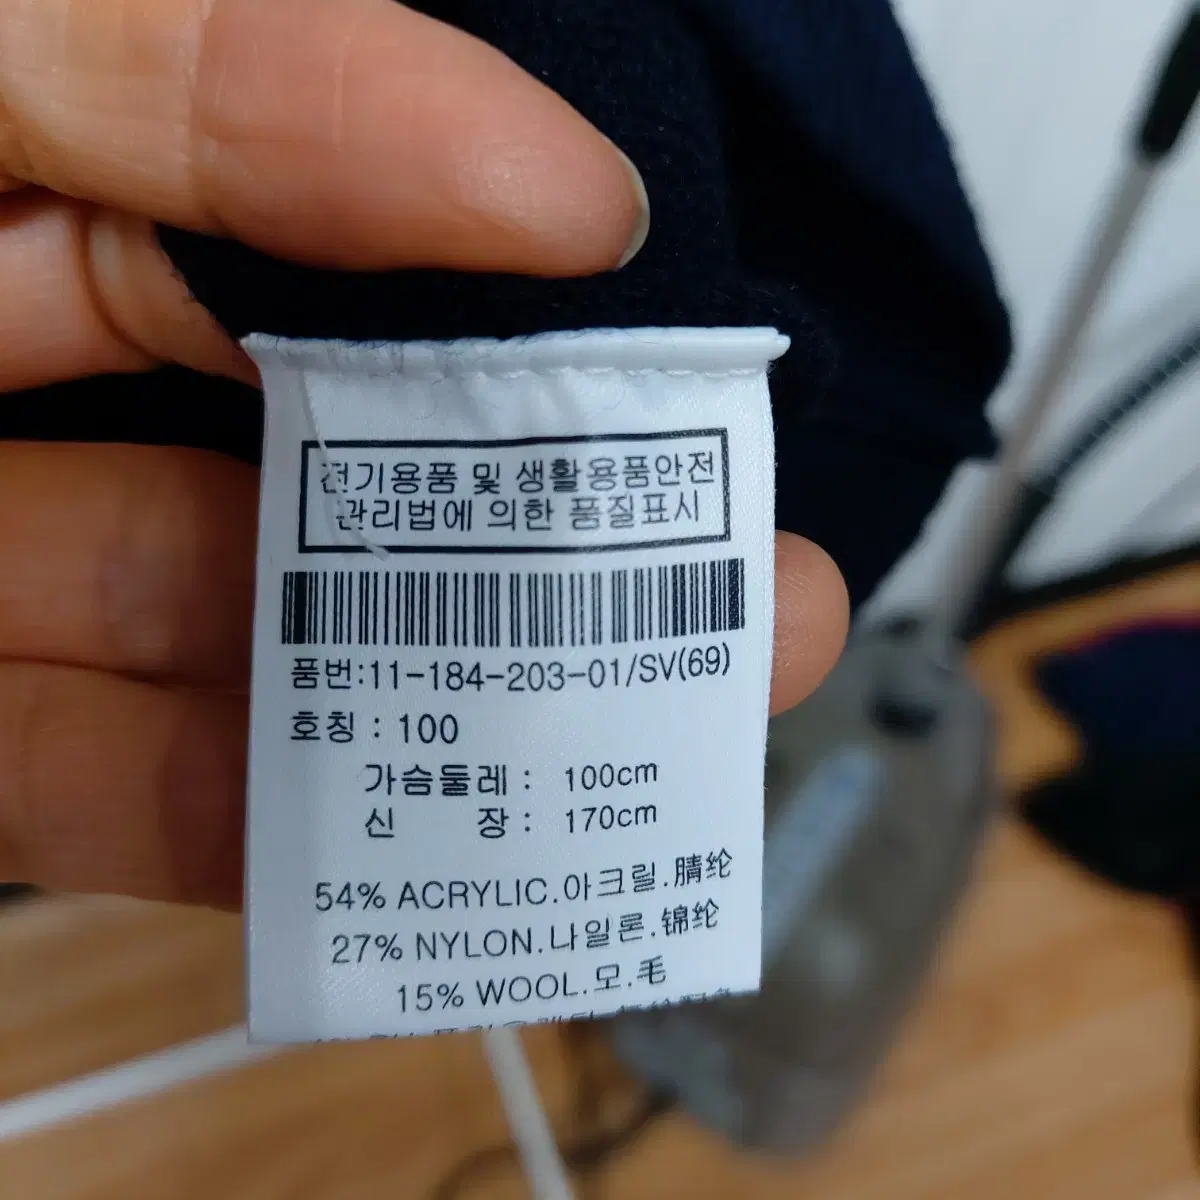 전기용품 및 생활용품안전
관리법에 의한 품질표시
품번:11-184-203-01/SV(69)
호칭 : 100
가슴둘레 : 100cm
신 장 : 170cm
54% ACRYLIC.아크릴.腈纶
27% NYLON.나일론.锦纶
15% WOOL.모.毛